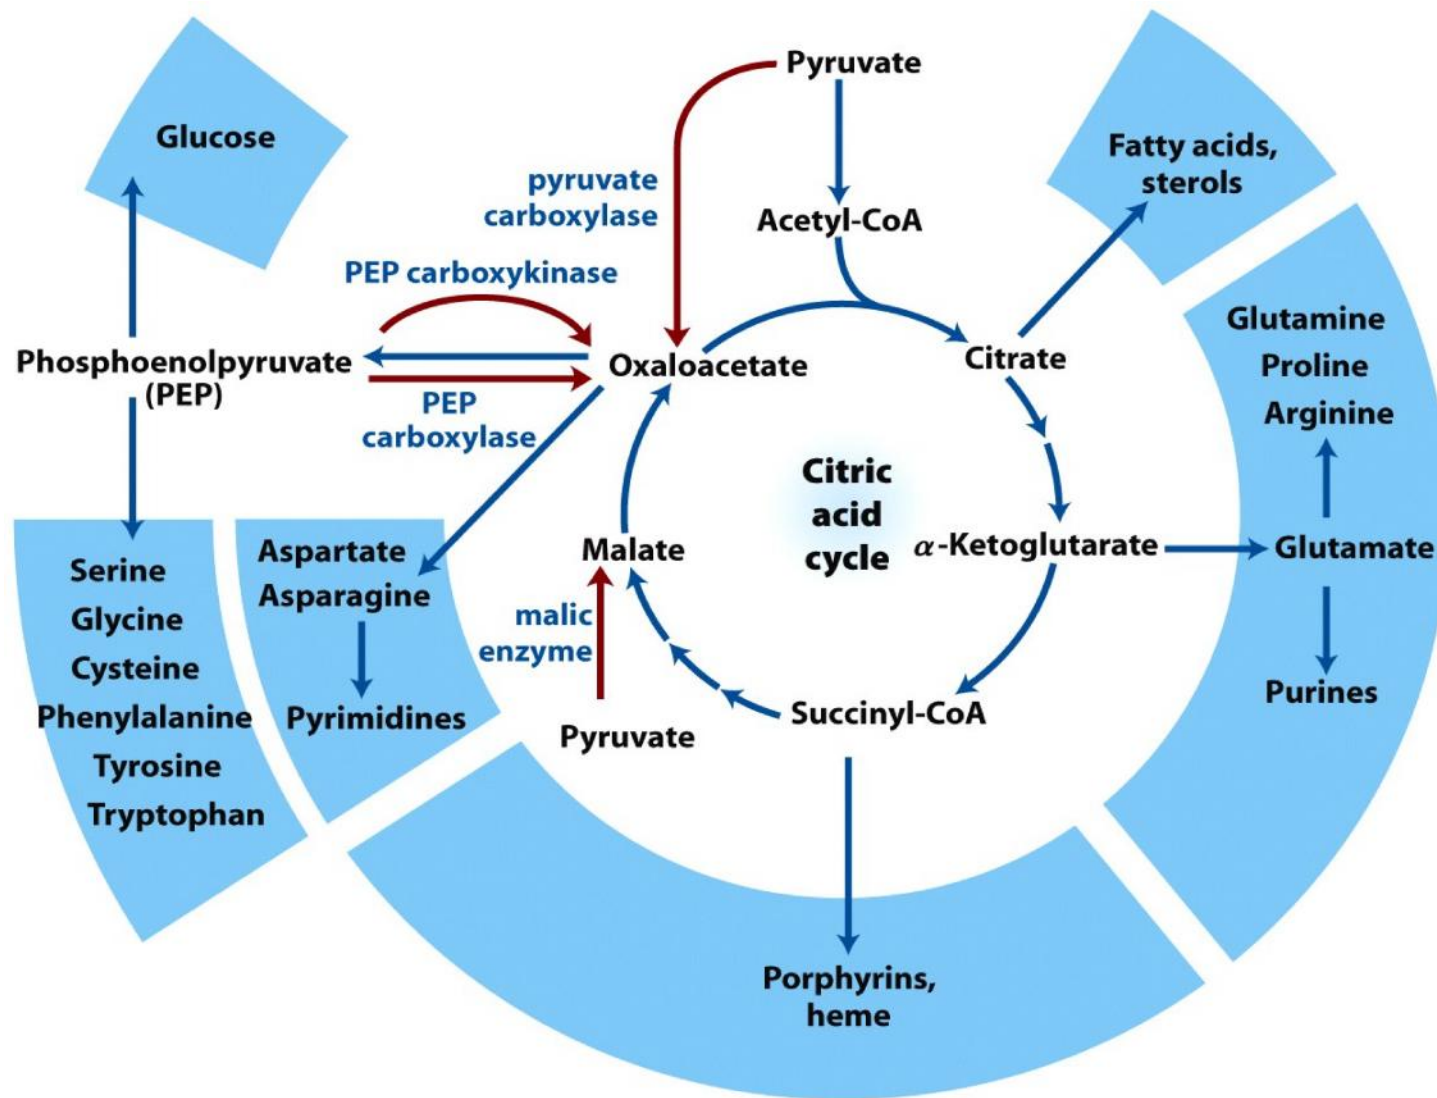 Pyruvate
Glucose
Fatty acids,
sterols
pyruvate
carboxylase
Acetyl-CoA
PEP carboxykinase
Glutamine
Proline
Arginine
Phosphoenolpyruvate
(PEP)
Oxaloacetate
Citrate
PEP
carboxylase
Citric
acid
cycle
Malate
α-Ketoglutarate
Glutamate
Purines
Serine
Glycine
Cysteine
Phenylalanine
Tyrosine
Tryptophan
Aspartate
Asparagine
Pyrimidines
malic
enzyme
Pyruvate
Succinyl-CoA
Porphyrins,
heme